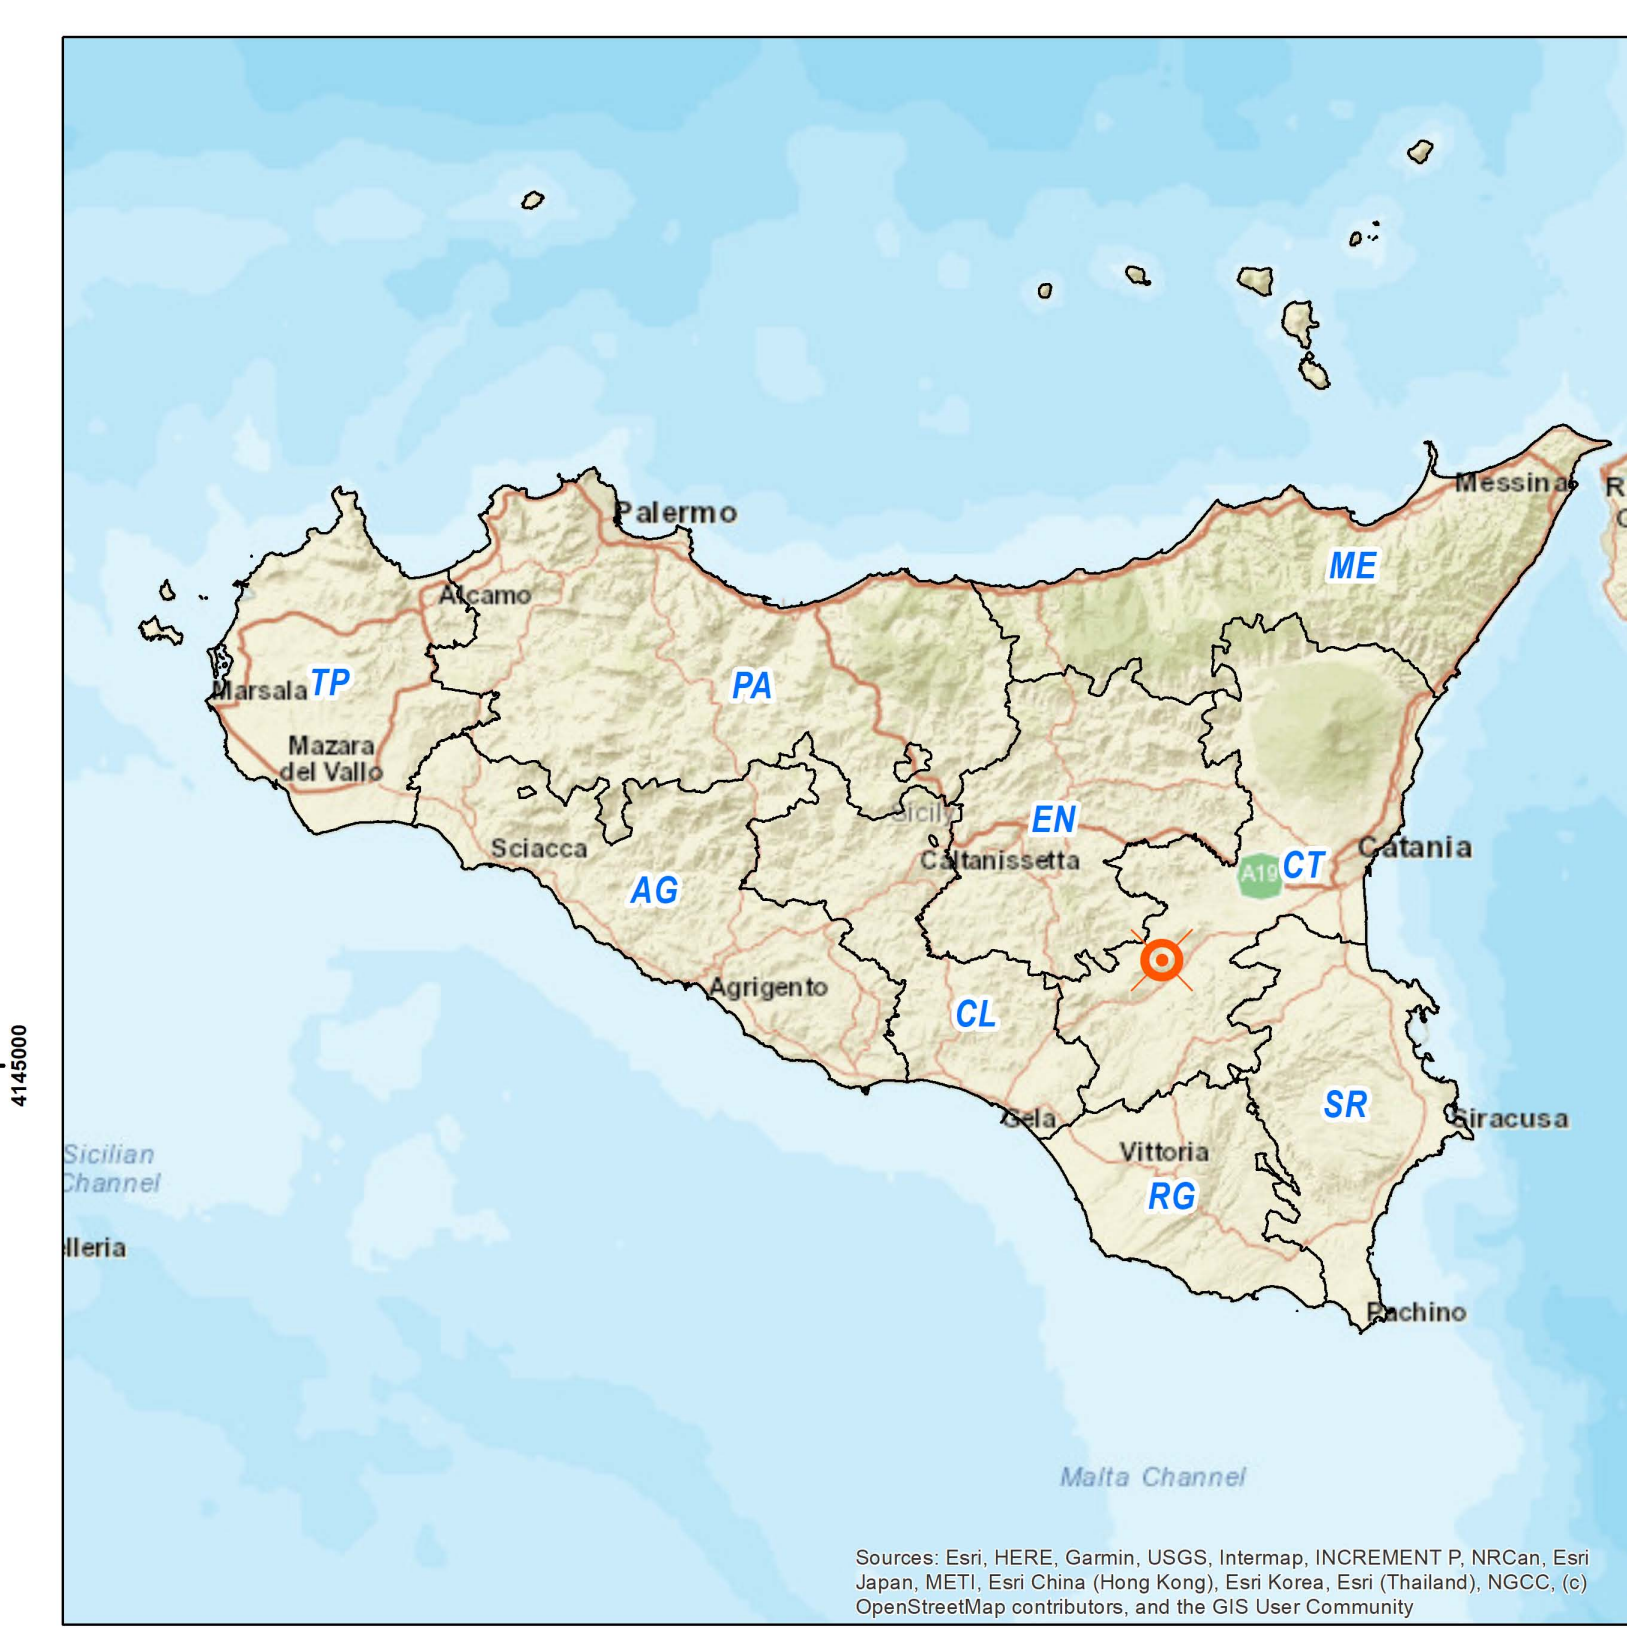 Palermo
Messina
R
C
ME
Alcamo
TP
PA
Marsala
Mazara
del Vallo
Sicily
EN
Sciacca
Caltanissetta
Catania
A19
CT
AG
Agrigento
CL
4145000
SR
Gela
Siracusa
Vittoria
Sicilian
Channel
RG
lleria
Pachino
Malta Channel
Sources: Esri, HERE, Garmin, USGS, Intermap, INCREMENT P, NRCan, Esri
Japan, METI, Esri China (Hong Kong), Esri Korea, Esri (Thailand), NGCC, (c)
OpenStreetMap contributors, and the GIS User Community